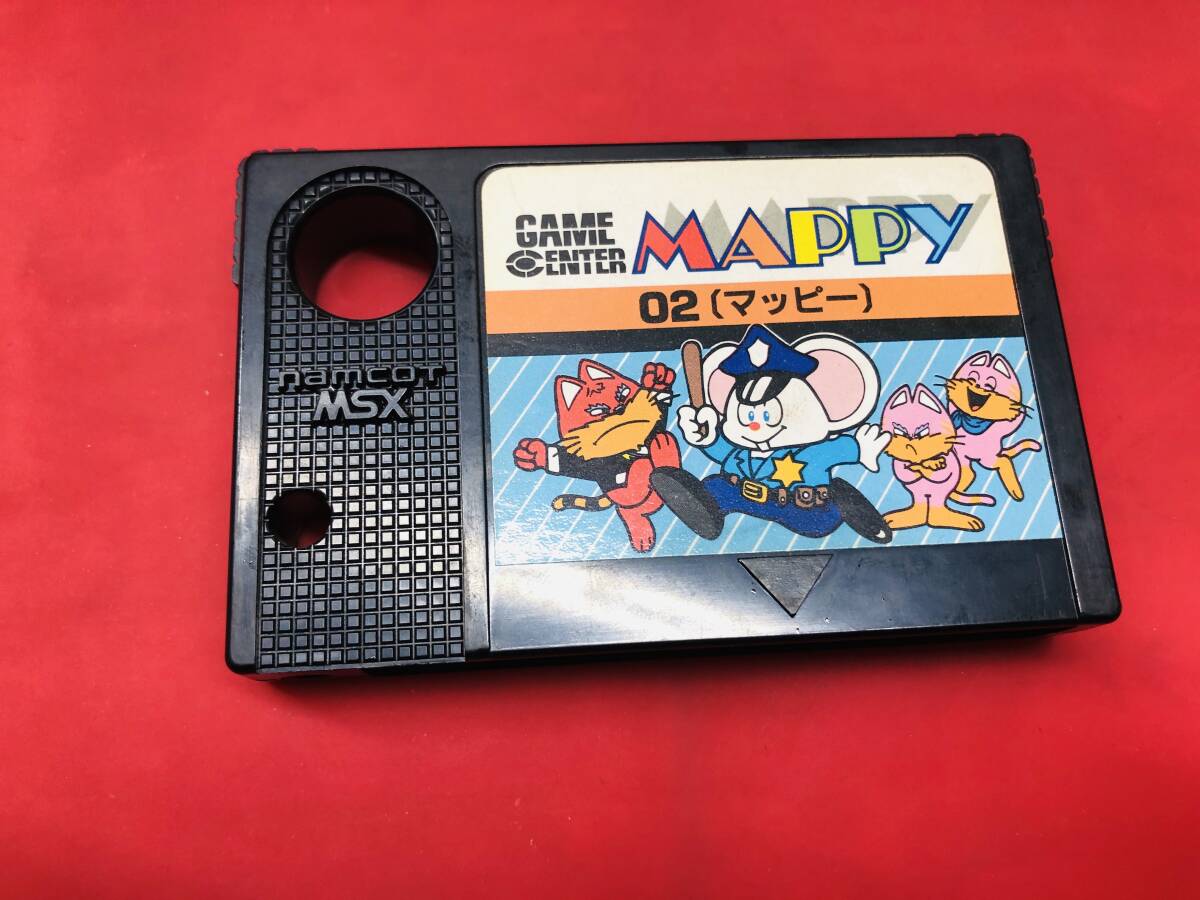 GAME
CENTER
MAPPY
02(マッピー)
namcoT
MSX